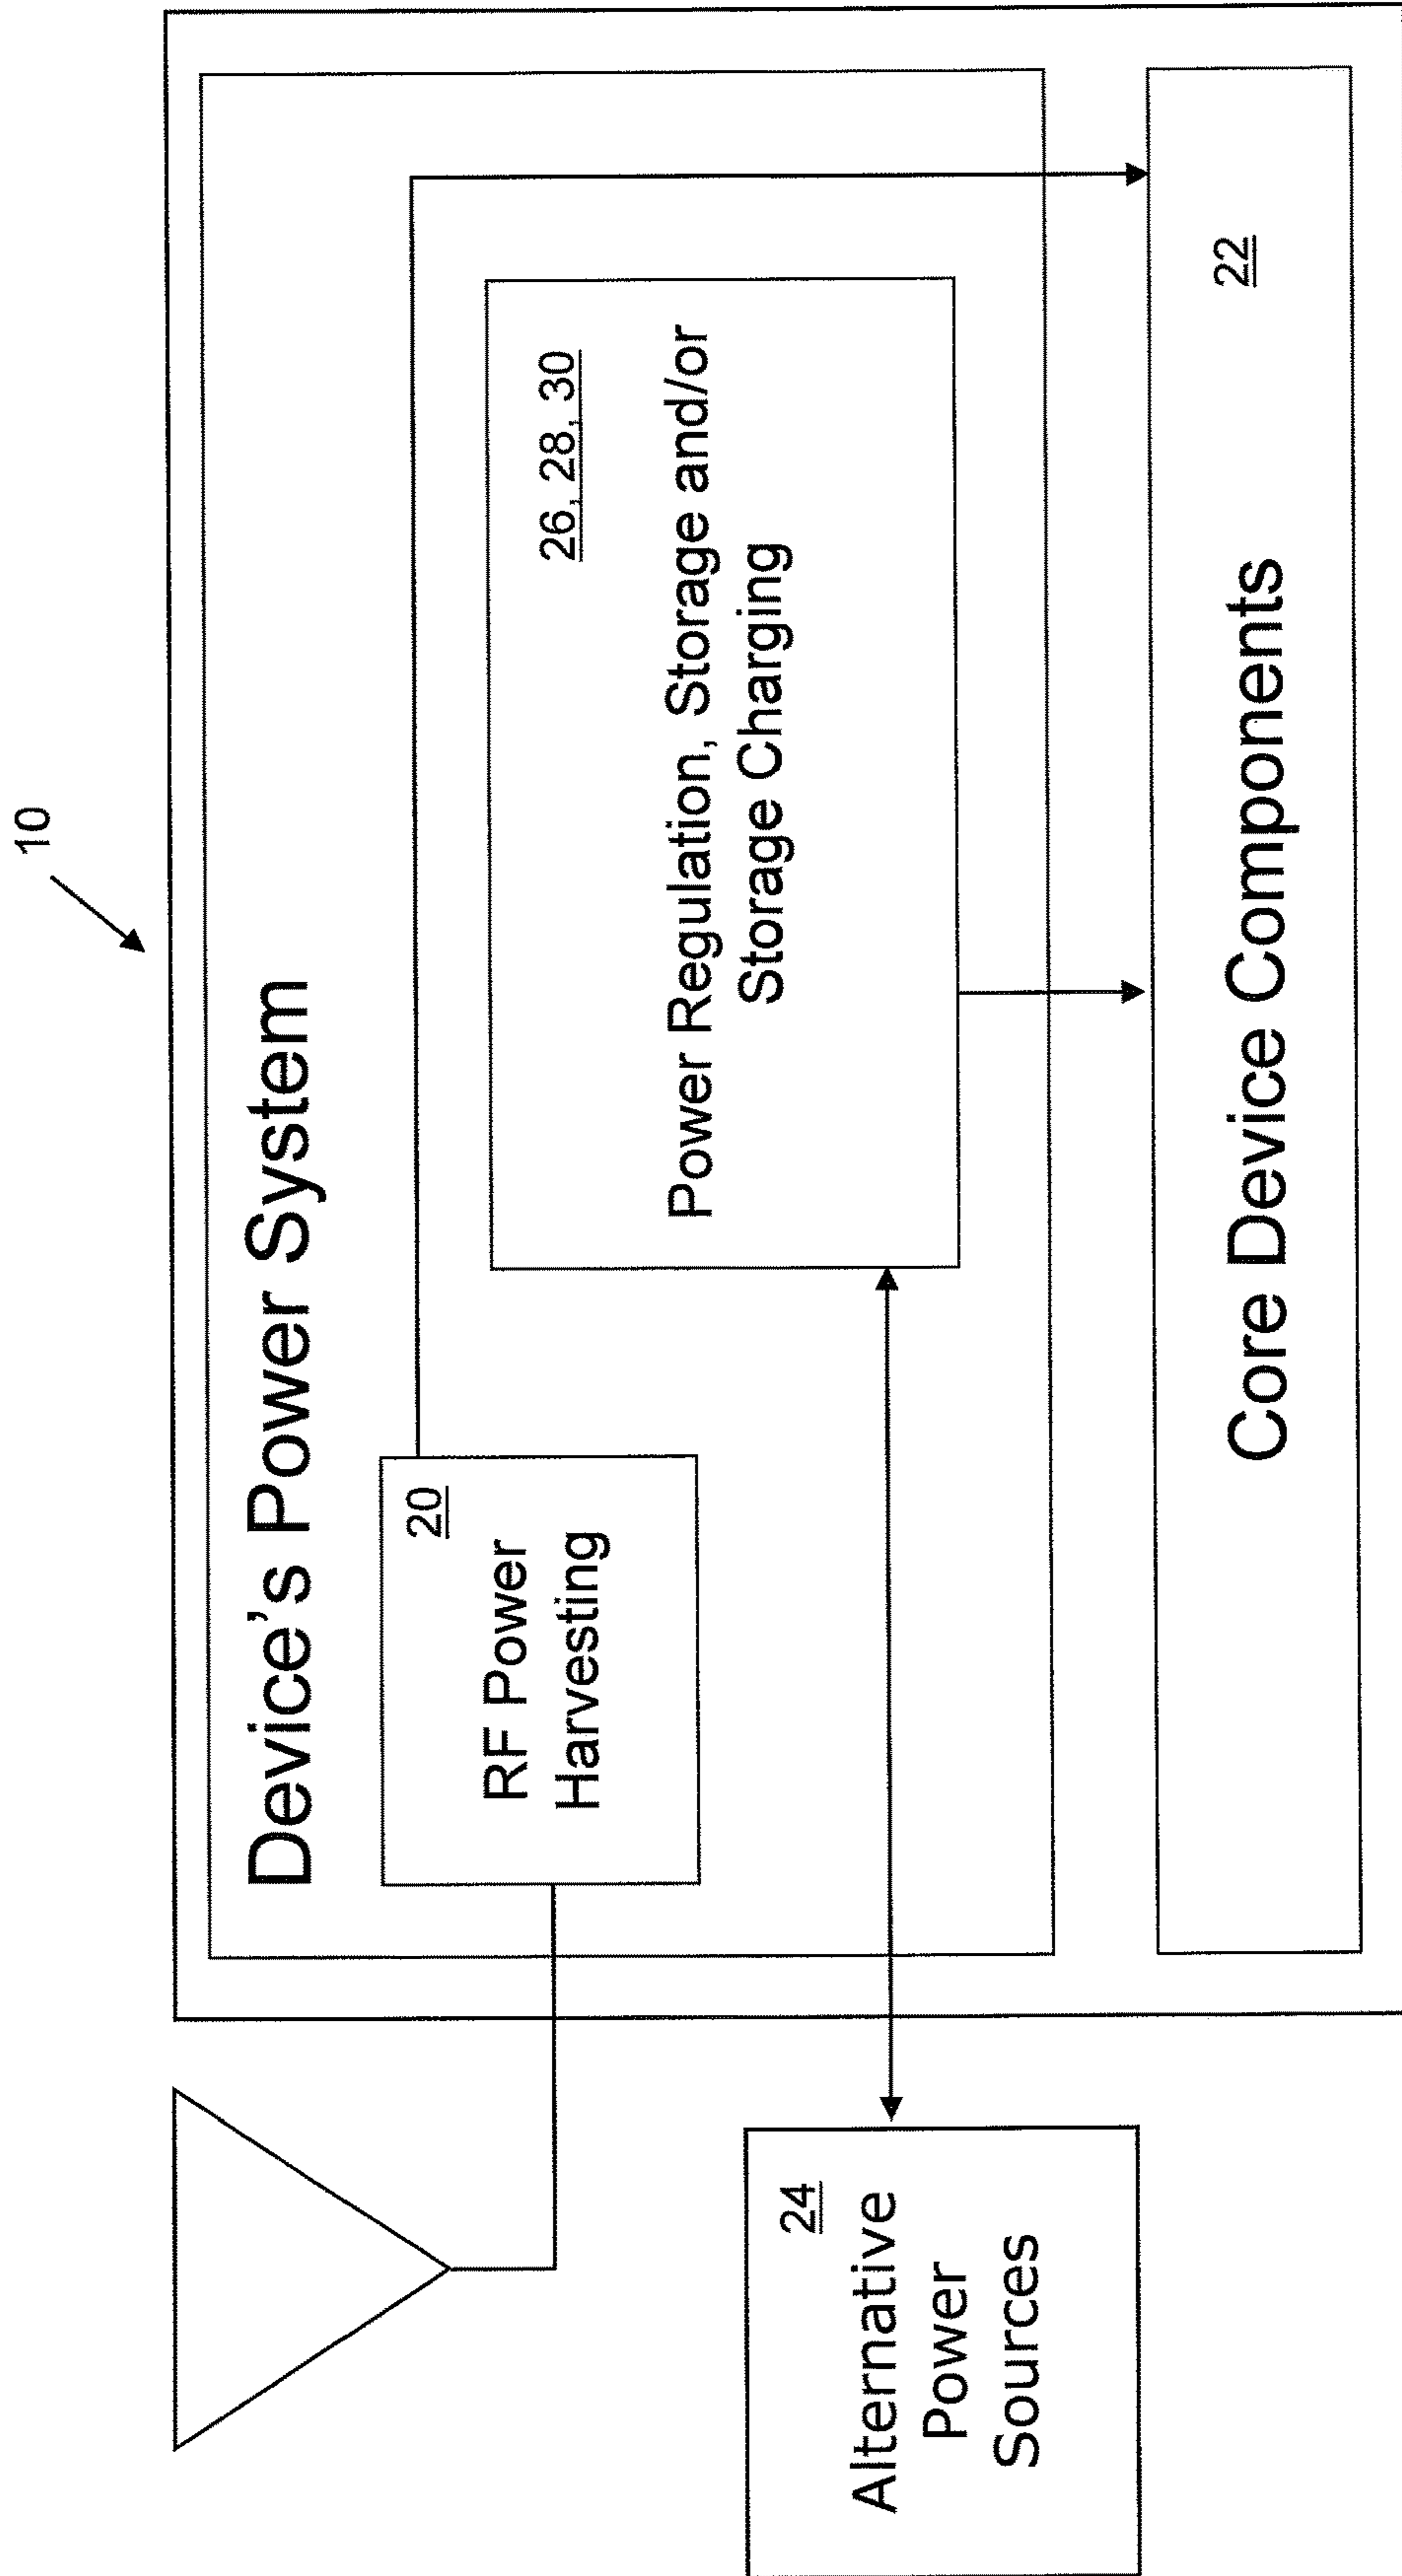 10
Device's Power System
20
RF Power
Harvesting
26, 28, 30
Power Regulation, Storage and/or
Storage Charging
24
Alternative
Power
Sources
22
Core Device Components